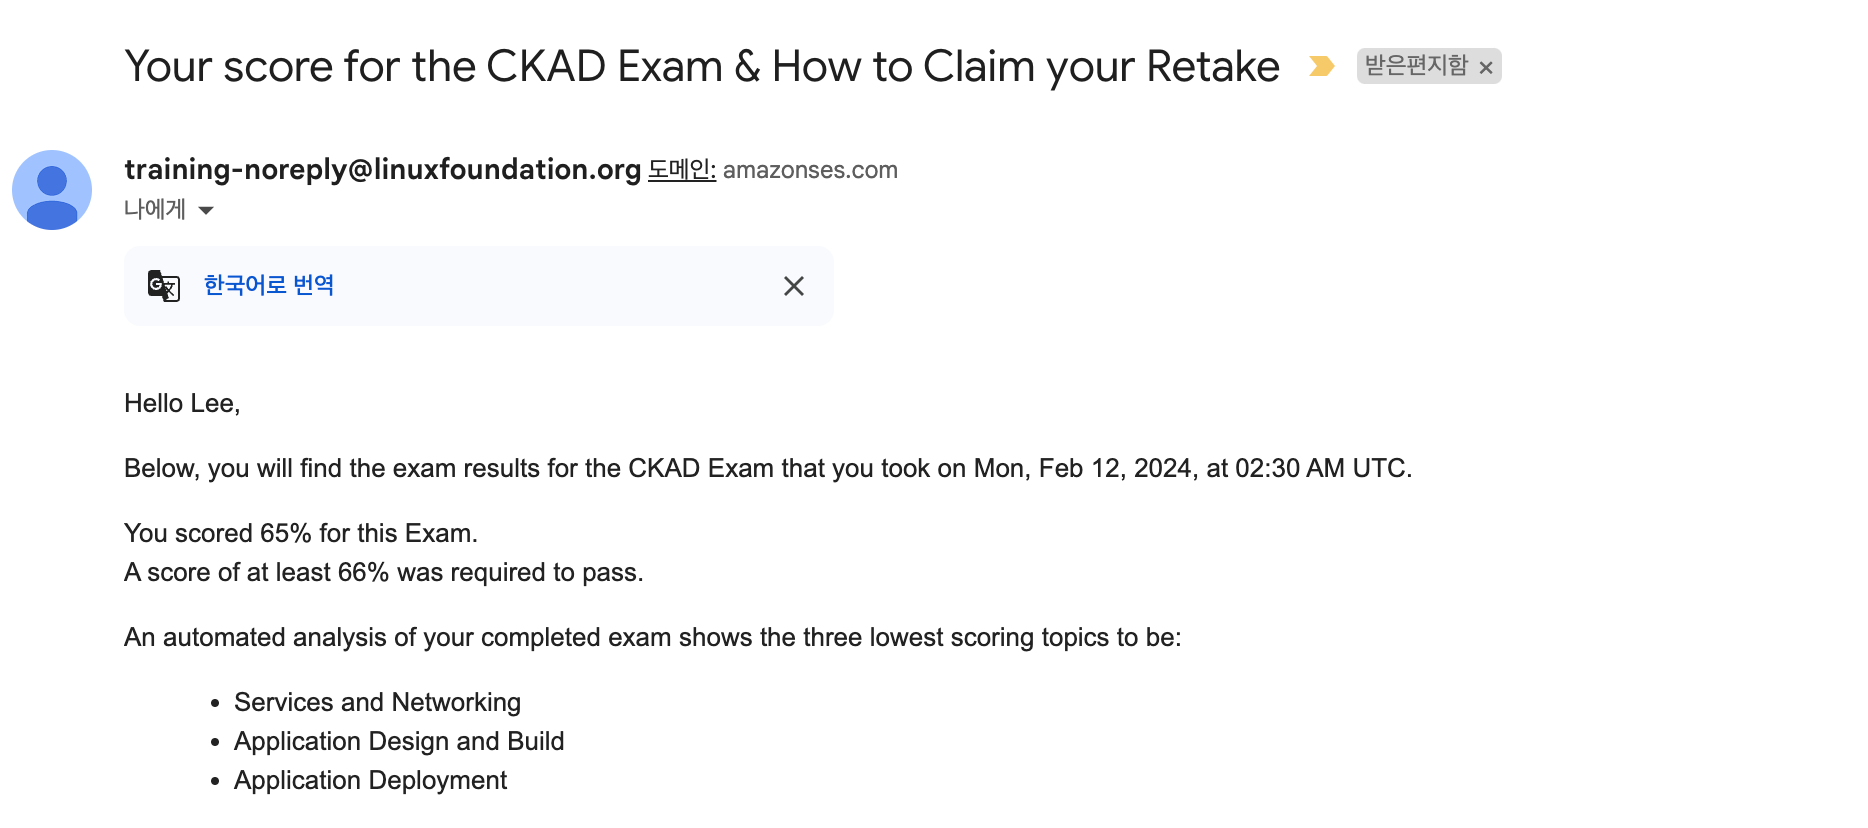 Your score for the CKAD Exam & How to Claim your Retake 받은편지함 ×
training-noreply@linuxfoundation.org 도메인: amazonses.com
나에게
한국어로 번역
Hello Lee,
Below, you will find the exam results for the CKAD Exam that you took on Mon, Feb 12, 2024, at 02:30 AM UTC.
You scored 65% for this Exam.
A score of at least 66% was required to pass.
An automated analysis of your completed exam shows the three lowest scoring topics to be:
• Services and Networking
• Application Design and Build
• Application Deployment